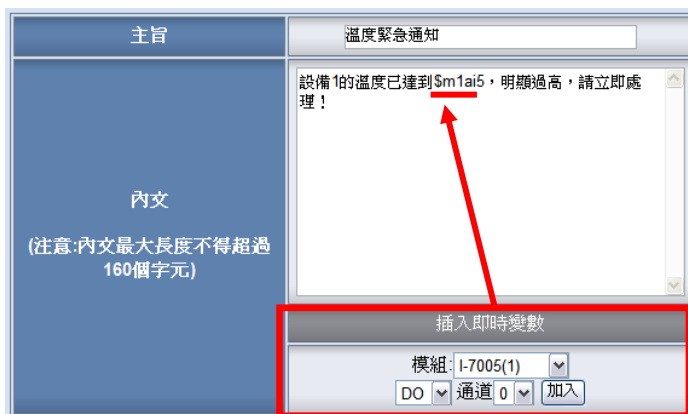 主旨
溫度緊急通知
設備1的溫度已達到$m1ai5，明顯過高，請立即處
理！
內文
(注意:內文最大長度不得超過
160個字元)
插入即時變數
模組: I-7005(1)
DO 通道 0 加入